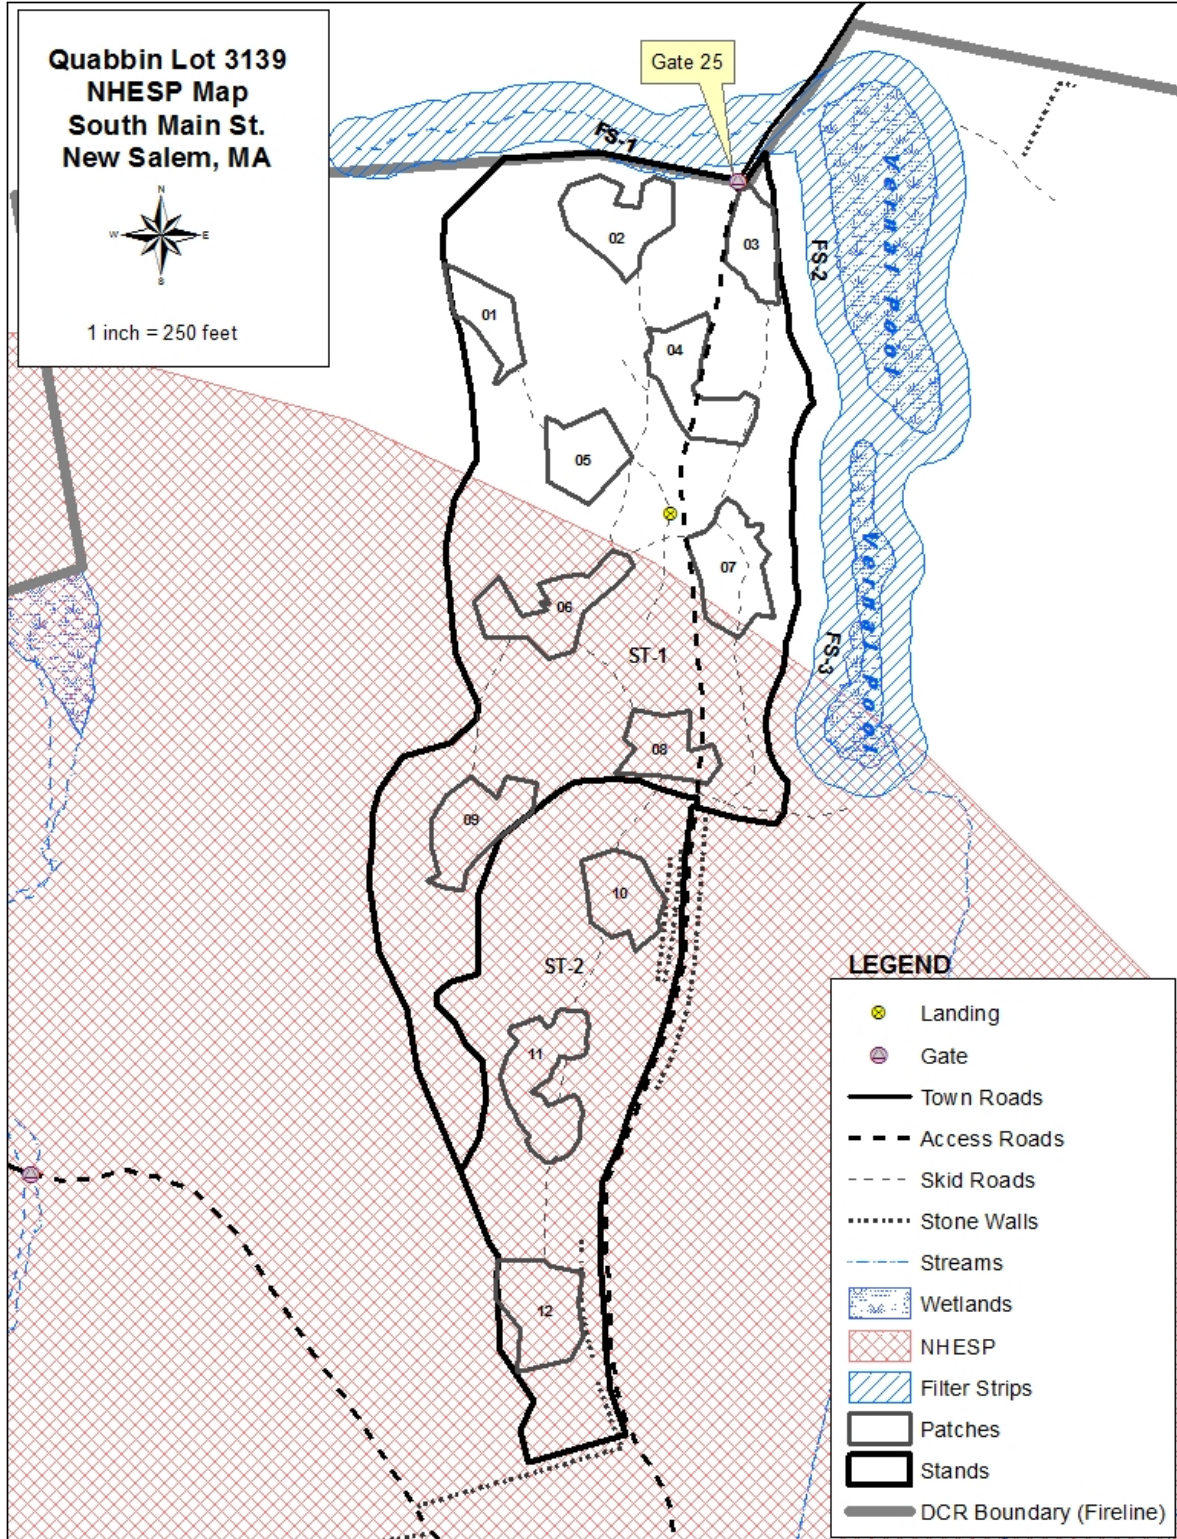 Quabbin Lot 3139
NHESP Map
South Main St.
New Salem, MA
N
W
E
S
1 inch = 250 feet
Gate 25
FS-1
FS-2
FS-3
Vernal pool
Vernal pool
01
02
03
04
05
06
07
ST-1
08
09
10
ST-2
11
12
LEGEND
Landing
Gate
Town Roads
Access Roads
Skid Roads
Stone Walls
Streams
Wetlands
NHESP
Filter Strips
Patches
Stands
DCR Boundary (Fireline)